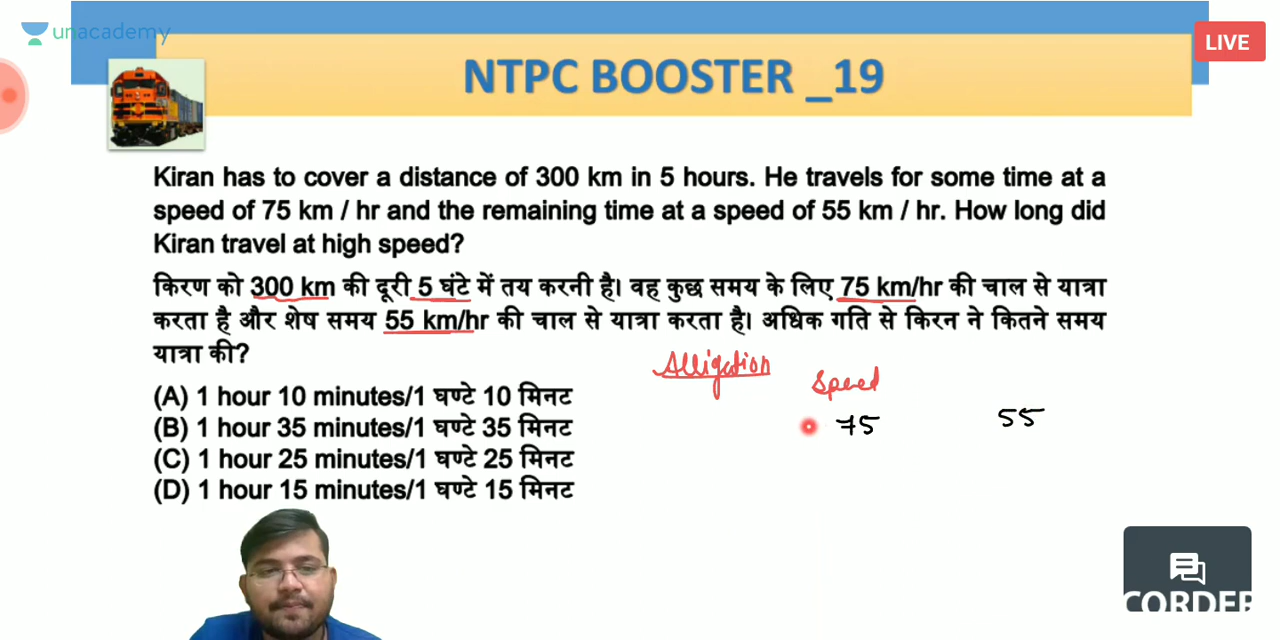 unacademy
LIVE
NTPC BOOSTER _19
Kiran has to cover a distance of 300 km in 5 hours. He travels for some time at a
speed of 75 km / hr and the remaining time at a speed of 55 km / hr. How long did
Kiran travel at high speed?
किरण को 300 km की दूरी 5 घंटे में तय करनी है। वह कुछ समय के लिए 75 km/hr की चाल से यात्रा
करता है और शेष समय 55 km/hr की चाल से यात्रा करता है। अधिक गति से किरन ने कितने समय
यात्रा की?
Alligation
Speed
75 55
(A) 1 hour 10 minutes/1 घण्टे 10 मिनट
(B) 1 hour 35 minutes/1 घण्टे 35 मिनट
(C) 1 hour 25 minutes/1 घण्टे 25 मिनट
(D) 1 hour 15 minutes/1 घण्टे 15 मिनट
CORDER